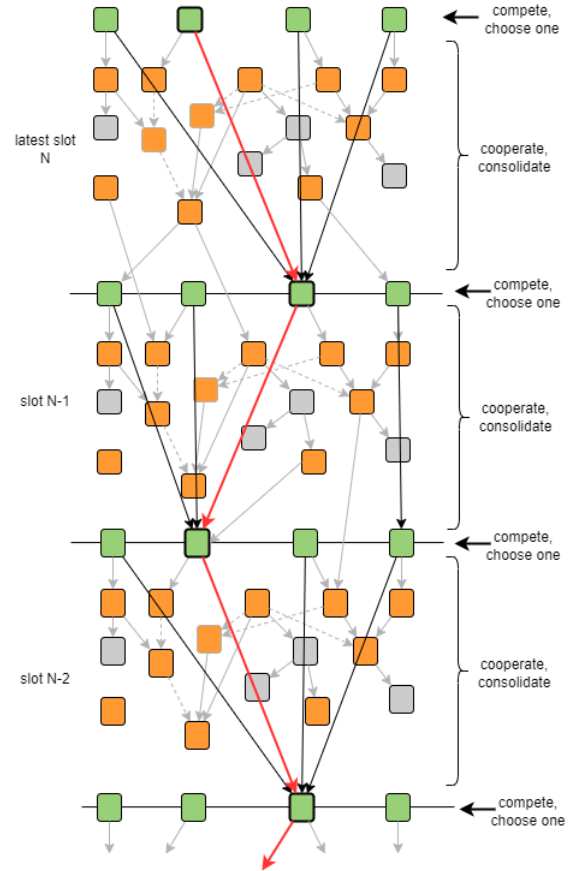 compete,
choose one
latest slot
N
cooperate,
consolidate
compete,
choose one
slot N-1
cooperate,
consolidate
compete,
choose one
slot N-2
cooperate,
consolidate
compete,
choose one